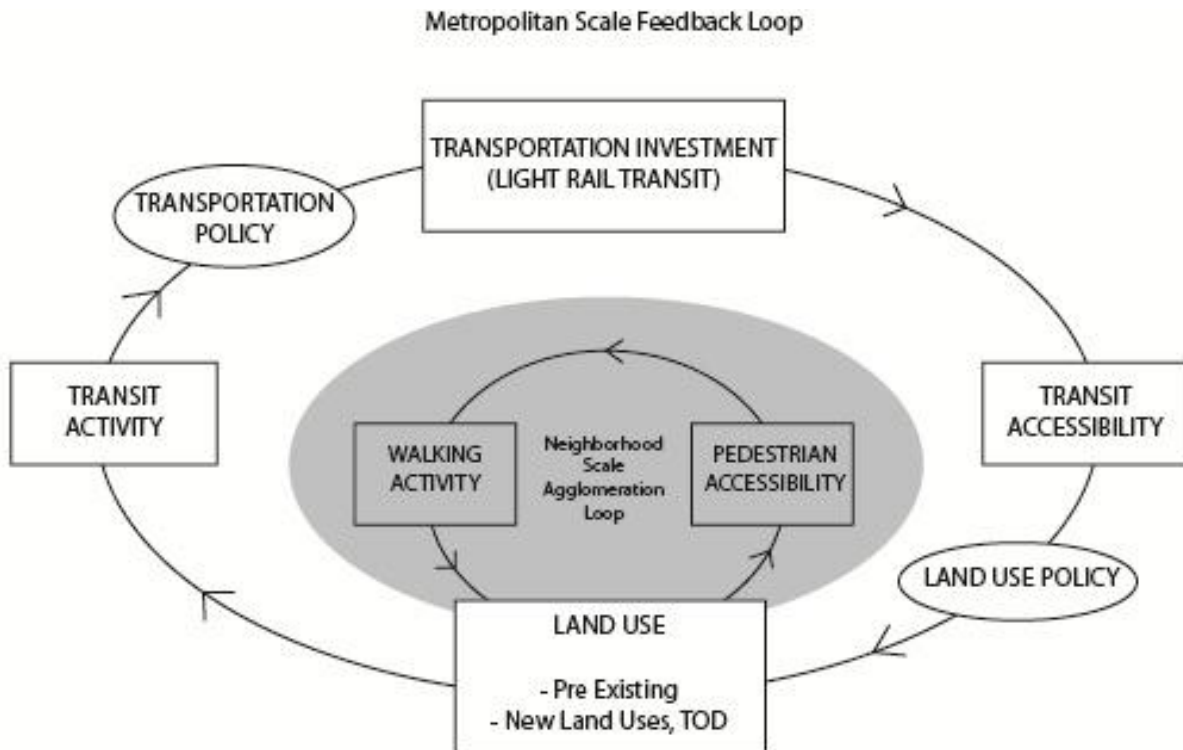 Metropolitan Scale Feedback Loop
TRANSPORTATION INVESTMENT
(LIGHT RAIL TRANSIT)
TRANSPORTATION
POLICY
TRANSIT
ACTIVITY
TRANSIT
ACCESSIBILITY
WALKING
ACTIVITY
Neighborhood
Scale
Agglomeration
Loop
PEDESTRIAN
ACCESSIBILITY
LAND USE POLICY
LAND USE
- Pre Existing
- New Land Uses, TOD